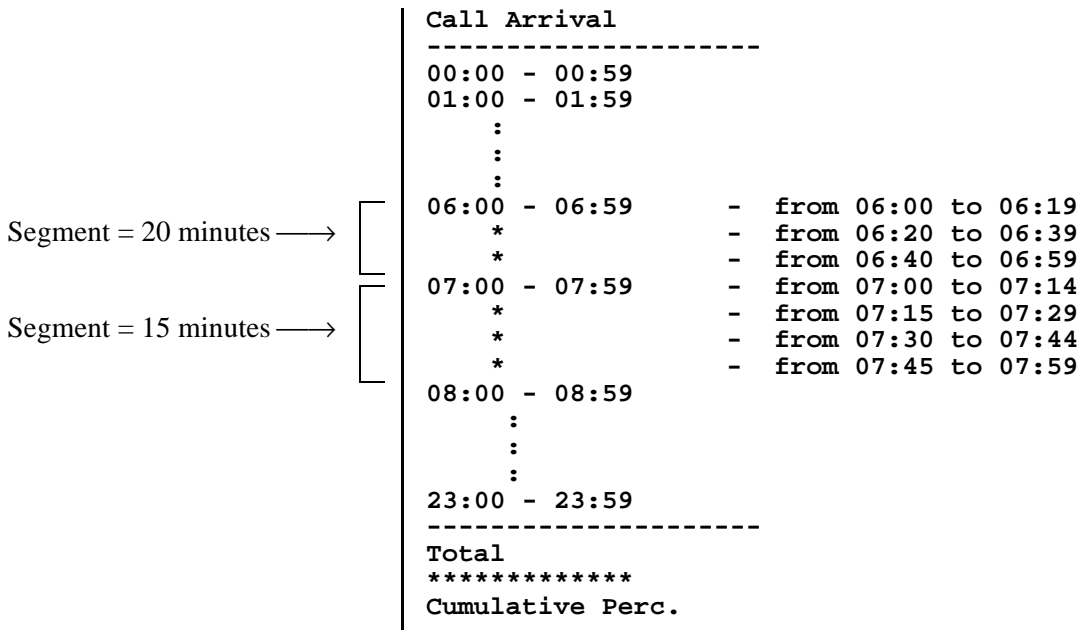 Call Arrival
---------------------
00:00 - 00:59
01:00 - 01:59
:
:
:
06:00 - 06:59 - from 06:00 to 06:19
Segment = 20 minutes ——→ * - from 06:20 to 06:39
* - from 06:40 to 06:59
07:00 - 07:59 - from 07:00 to 07:14
* - from 07:15 to 07:29
Segment = 15 minutes ——→ * - from 07:30 to 07:44
* - from 07:45 to 07:59
08:00 - 08:59
:
:
:
23:00 - 23:59
---------------------
Total
*************
Cumulative Perc.